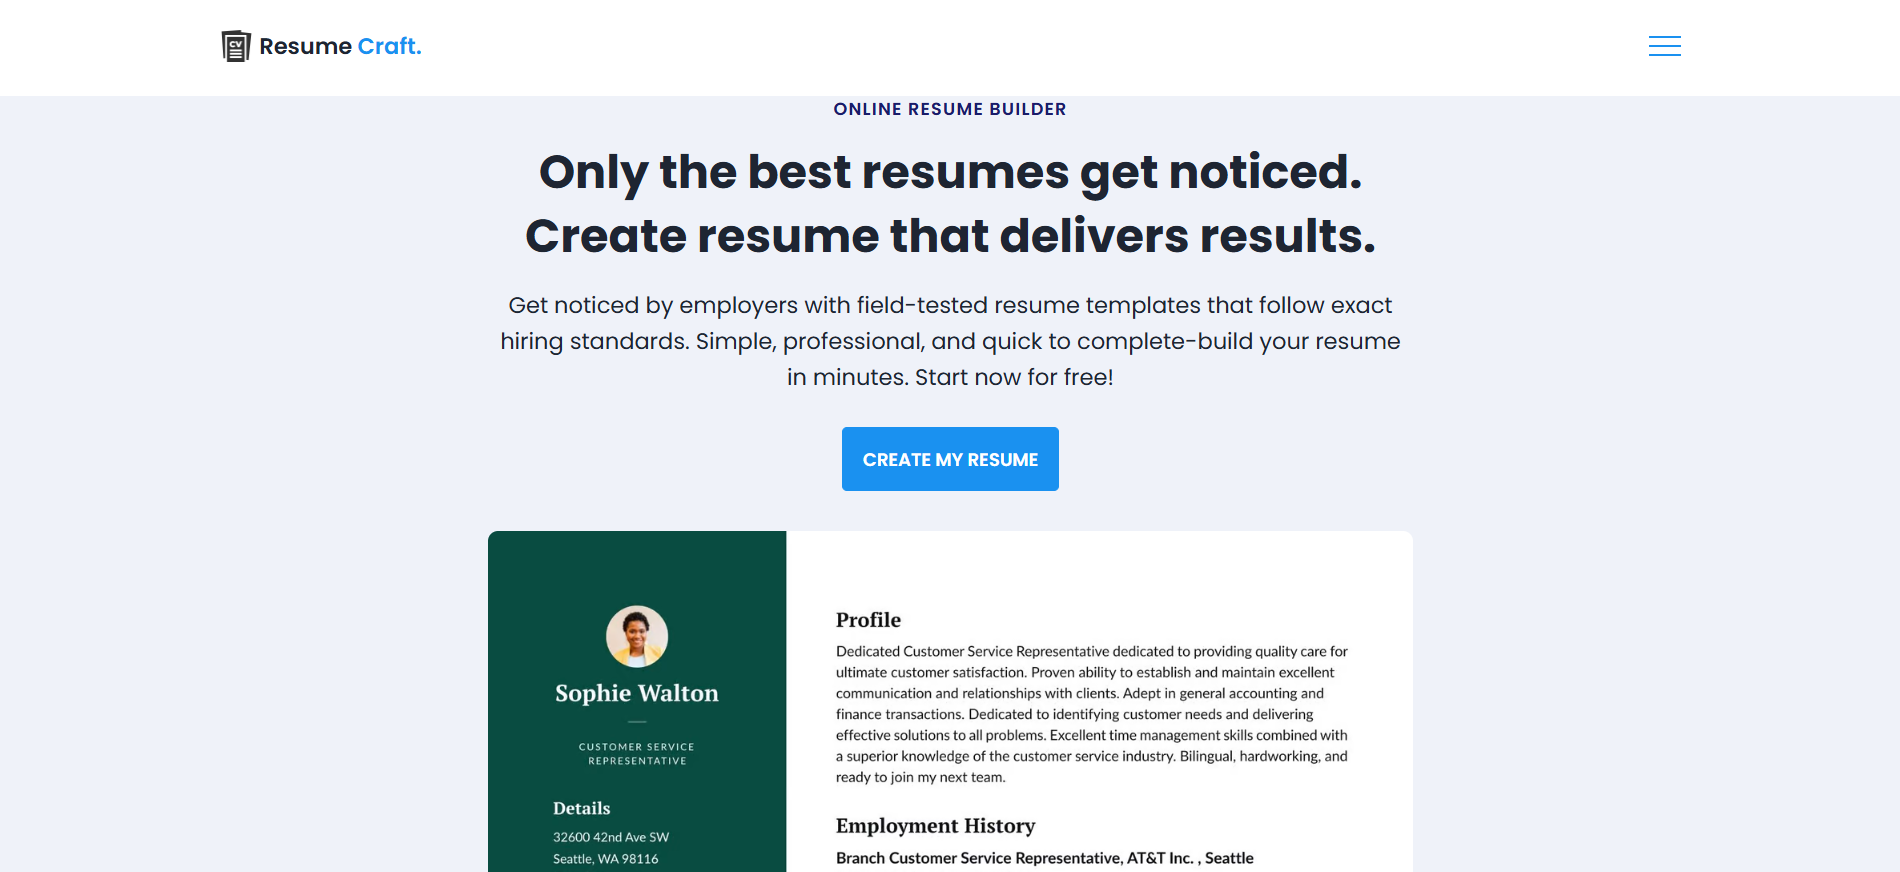 CV
Resume Craft.
ONLINE RESUME BUILDER
Only the best resumes get noticed.
Create resume that delivers results.
Get noticed by employers with field-tested resume templates that follow exact
hiring standards. Simple, professional, and quick to complete-build your resume
in minutes. Start now for free!
CREATE MY RESUME
Sophie Walton
CUSTOMER SERVICE
REPRESENTATIVE
Details
32600 42nd Ave SW
Seattle, WA 98116
Profile
Dedicated Customer Service Representative dedicated to providing quality care for
ultimate customer satisfaction. Proven ability to establish and maintain excellent
communication and relationships with clients. Adept in general accounting and
finance transactions. Dedicated to identifying customer needs and delivering
effective solutions to all problems. Excellent time management skills combined with
a superior knowledge of the customer service industry. Bilingual, hardworking, and
ready to join my next team.
Employment History
Branch Customer Service Representative, AT&T Inc. , Seattle